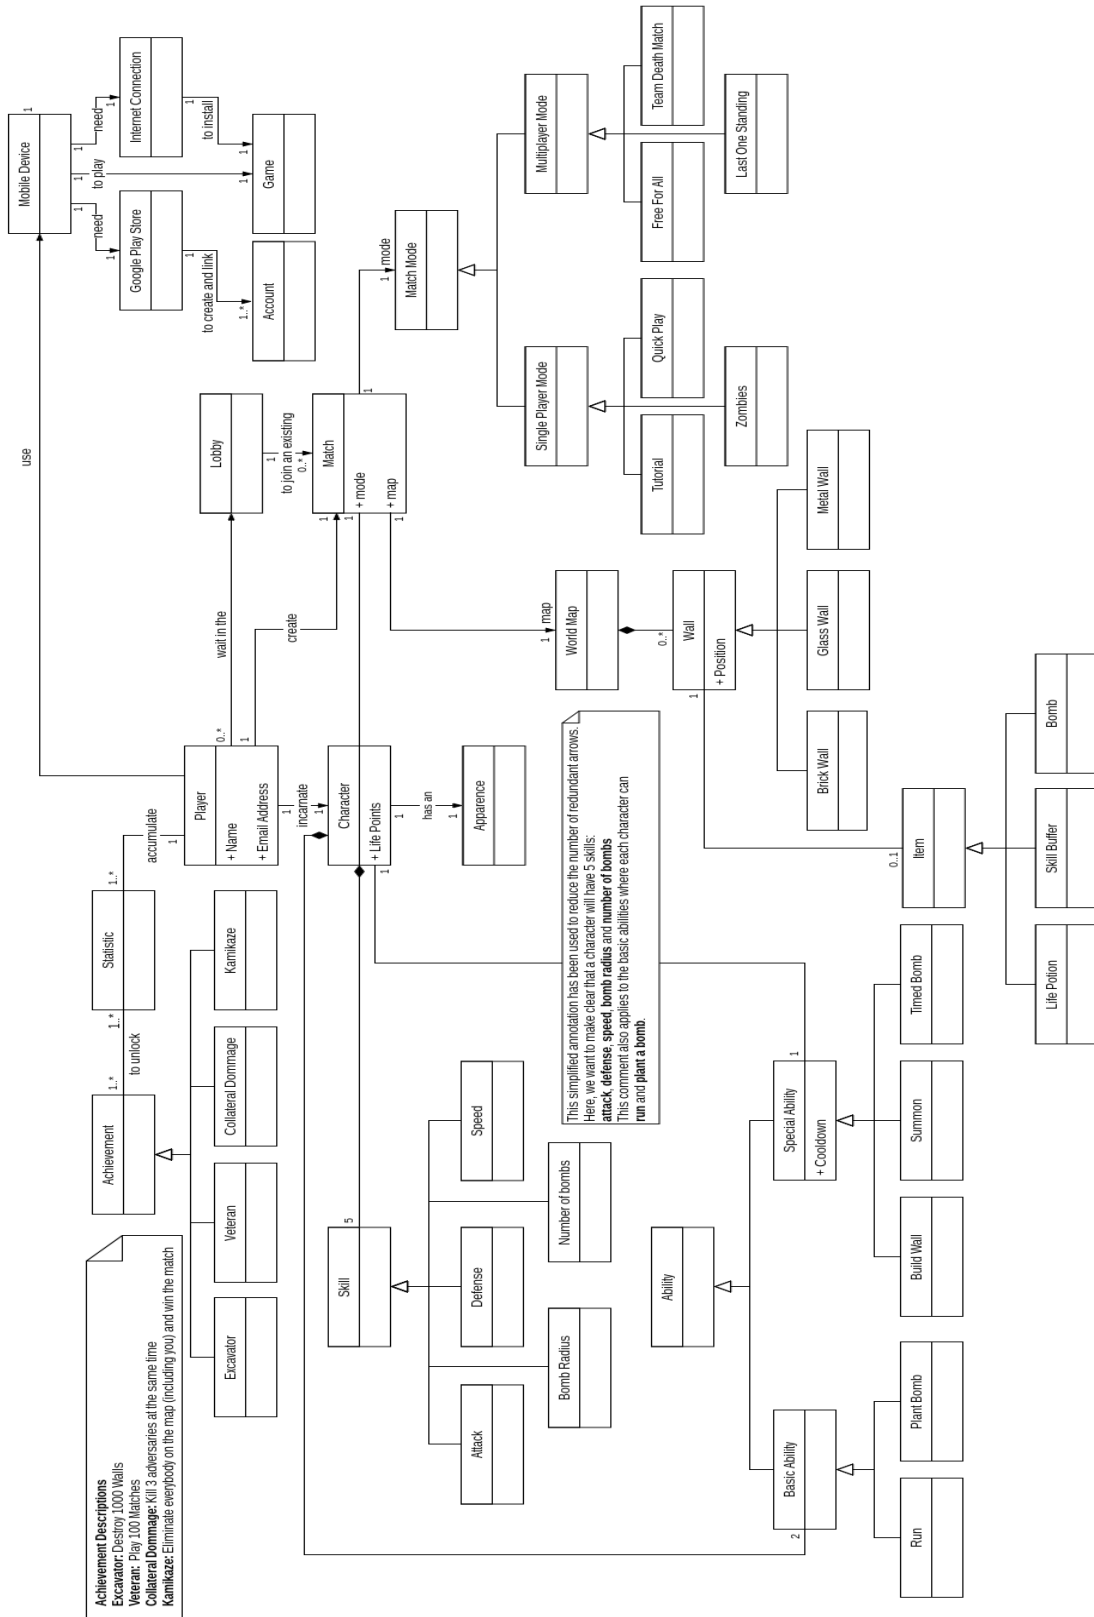 Achievement Descriptions
Excavator: Destroy 1000 Walls
Veteran: Play 100 Matches
Collateral Dommage: Kill 3 adversaries at the same time
Kamikaze: Eliminate everybody on the map (including you) and win the match
Achievement
1..*
to unlock
1..*
Statistic
1..*
accumulate
1
Player
+ Name
+ Email Address
0..*
1
1
use
1
Mobile Device
1
1
1
need
to play
need
1
1
Google Play Store
Internet Connection
1
1
to create and link
to install
1..*
1
1
Account
Game
Excavator
Veteran
Collateral Dommage
Kamikaze
wait in the
Lobby
1
to join an existing
0..*
create
1
1
Match
+ mode
+ map
1
1
1
mode
Match Mode
incarnate
1
Character
+ Life Points
1
1
has an
1
Apparence
Skill
5
Attack
Defense
Speed
Bomb Radius
Number of bombs
This simplified annotation has been used to reduce the number of redundant arrows.
Here, we want to make clear that a character will have 5 skills:
attack, defense, speed, bomb radius and number of bombs
This comment also applies to the basic abilities where each character can
run and plant a bomb.
1
map
World Map
0..*
Wall
+ Position
1
Brick Wall
Glass Wall
Metal Wall
Single Player Mode
Multiplayer Mode
Tutorial
Quick Play
Free For All
Team Death Match
Zombies
Last One Standing
Ability
2
Basic Ability
Special Ability
+ Cooldown
1
Run
Plant Bomb
Build Wall
Summon
Timed Bomb
0..1
Item
Life Potion
Skill Buffer
Bomb